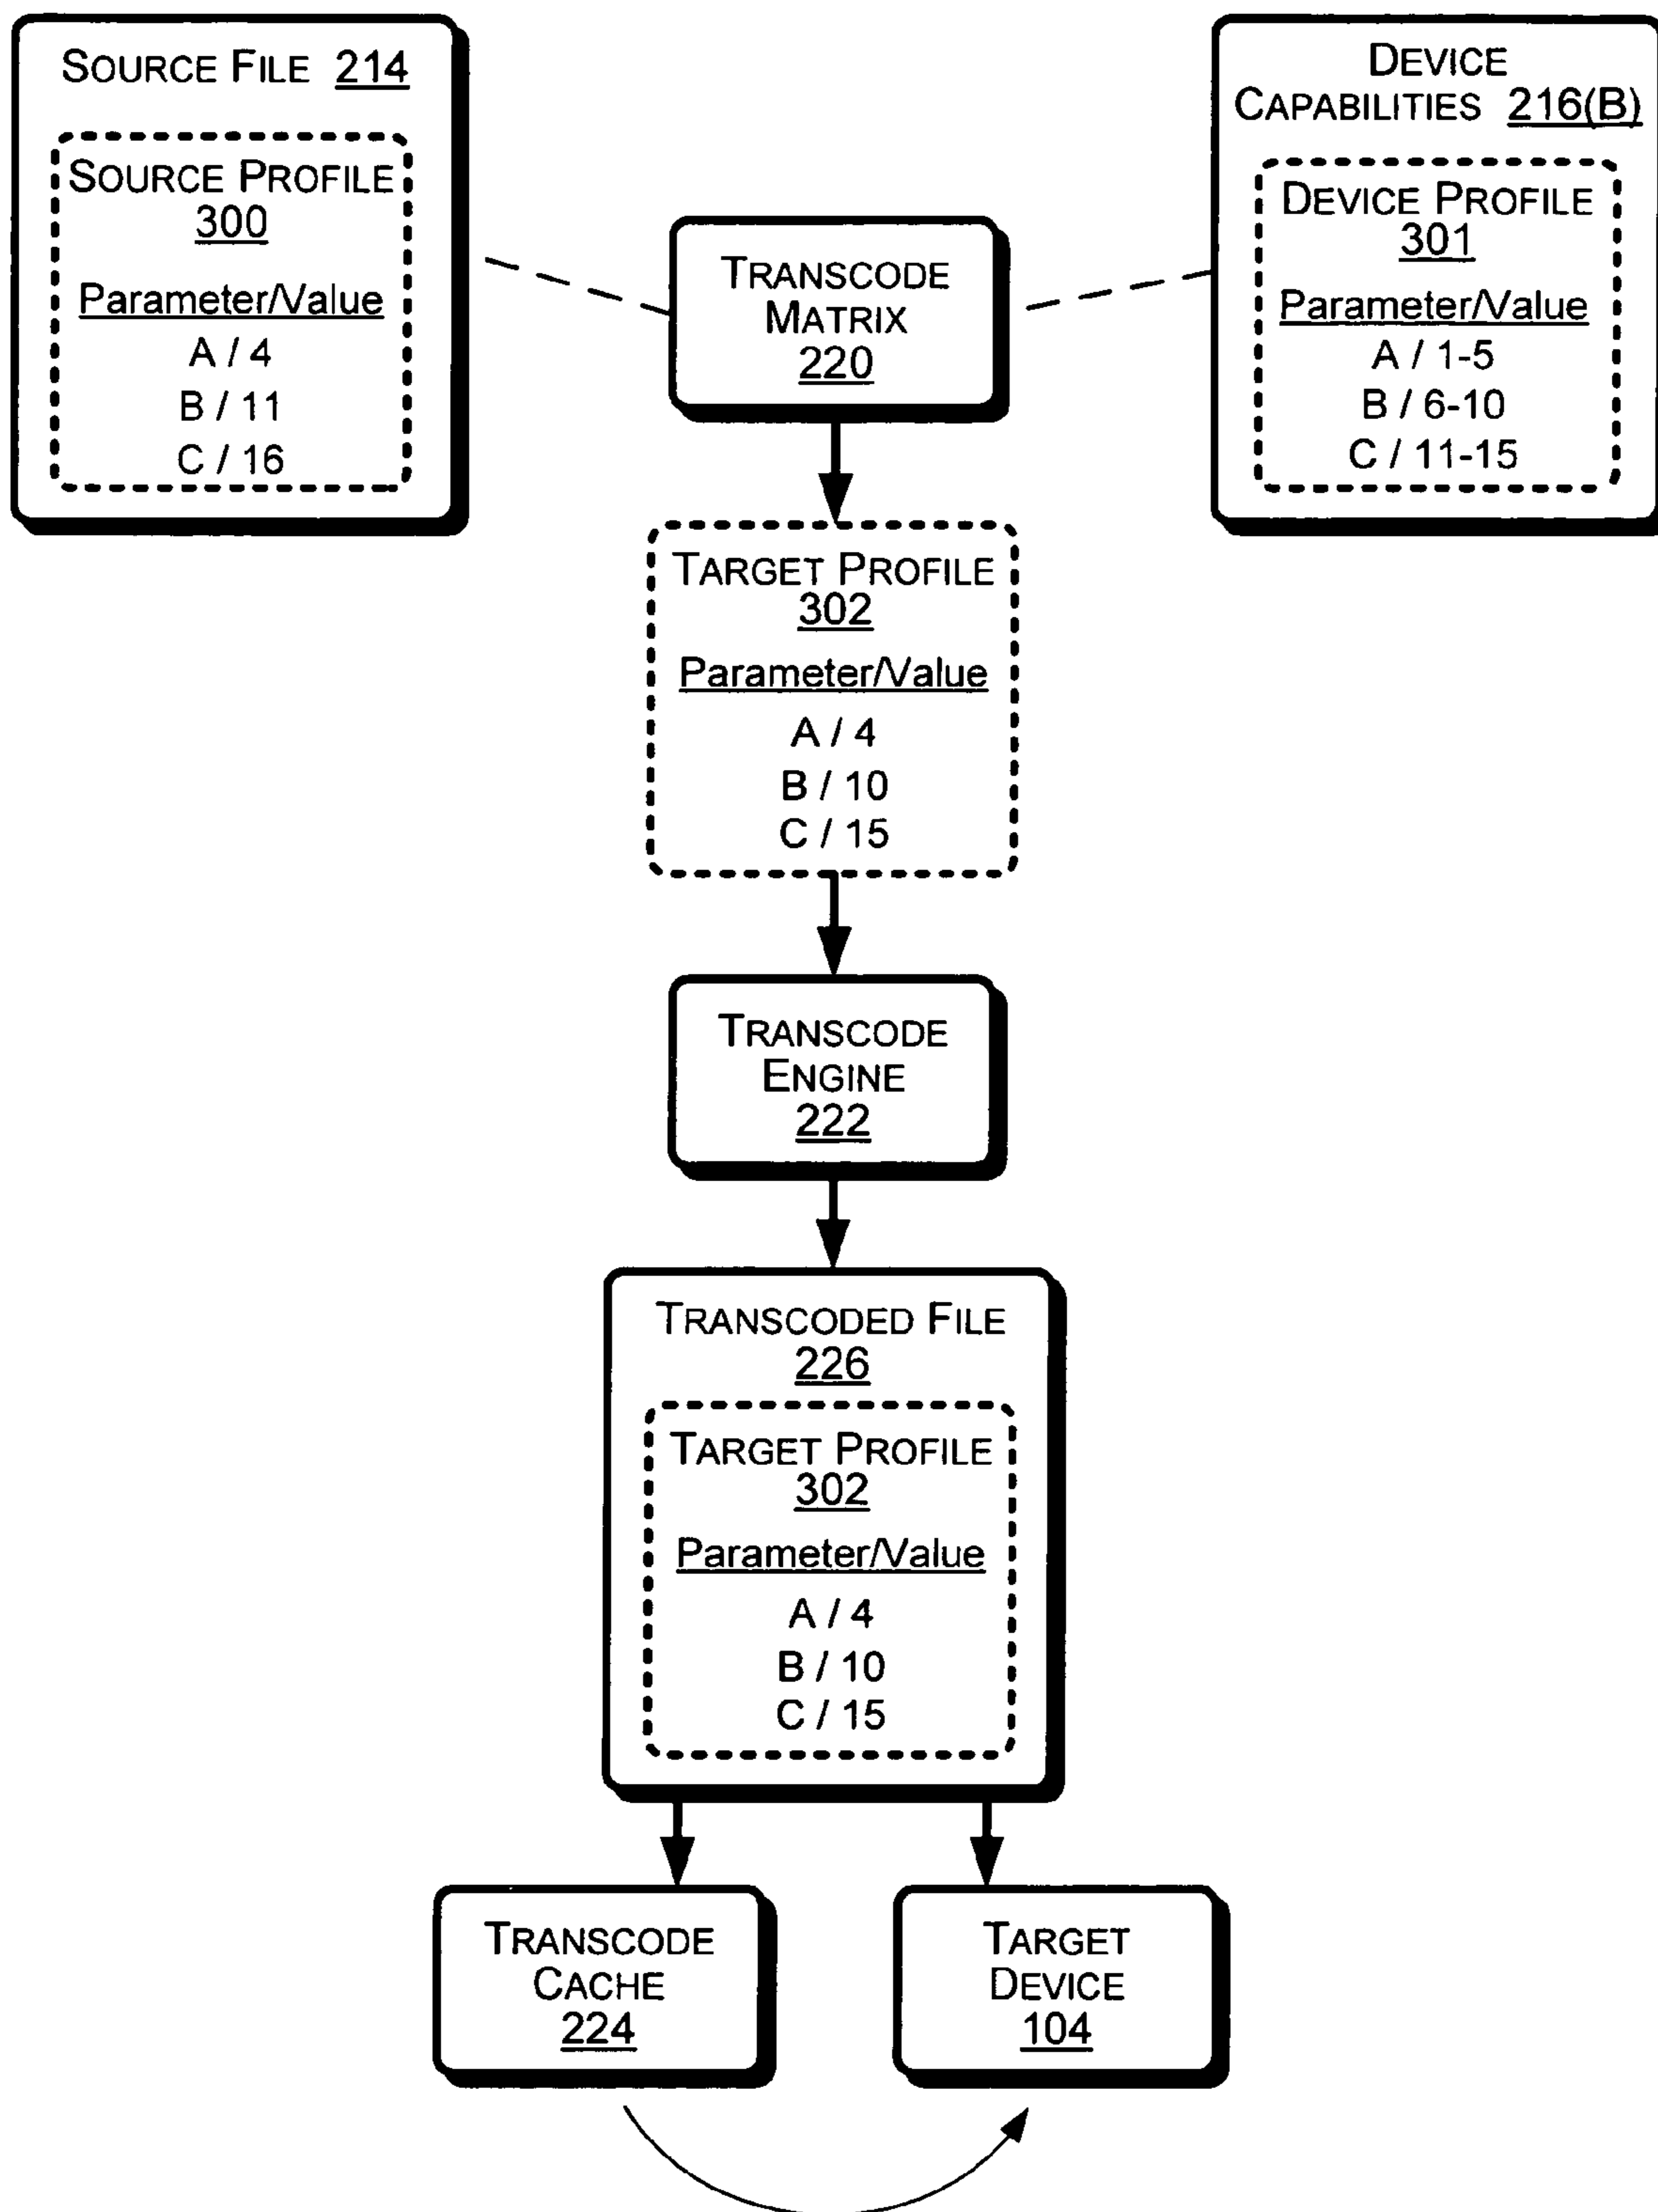 SOURCE FILE 214
SOURCE PROFILE
300
Parameter/Value
A / 4
B / 11
C / 16
DEVICE
CAPABILITIES 216(B)
DEVICE PROFILE
301
Parameter/Value
A / 1-5
B / 6-10
C / 11-15
TRANSCODE
MATRIX
220
TARGET PROFILE
302
Parameter/Value
A / 4
B / 10
C / 15
TRANSCODE
ENGINE
222
TRANSCODED FILE
226
TARGET PROFILE
302
Parameter/Value
A / 4
B / 10
C / 15
TRANSCODE
CACHE
224
TARGET
DEVICE
104